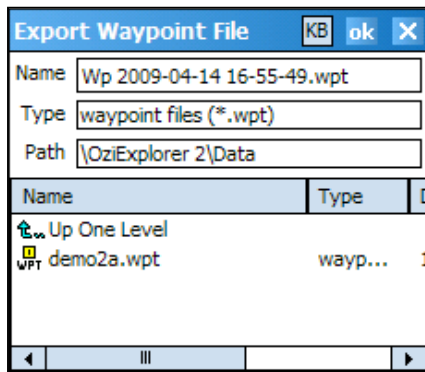 Export Waypoint File KB ok
Name Wp 2009-04-14 16-55-49.wpt
Type waypoint files (*.wpt)
Path \OziExplorer 2\Data
Name Type
Up One Level
WPT demo2a.wpt wayp...